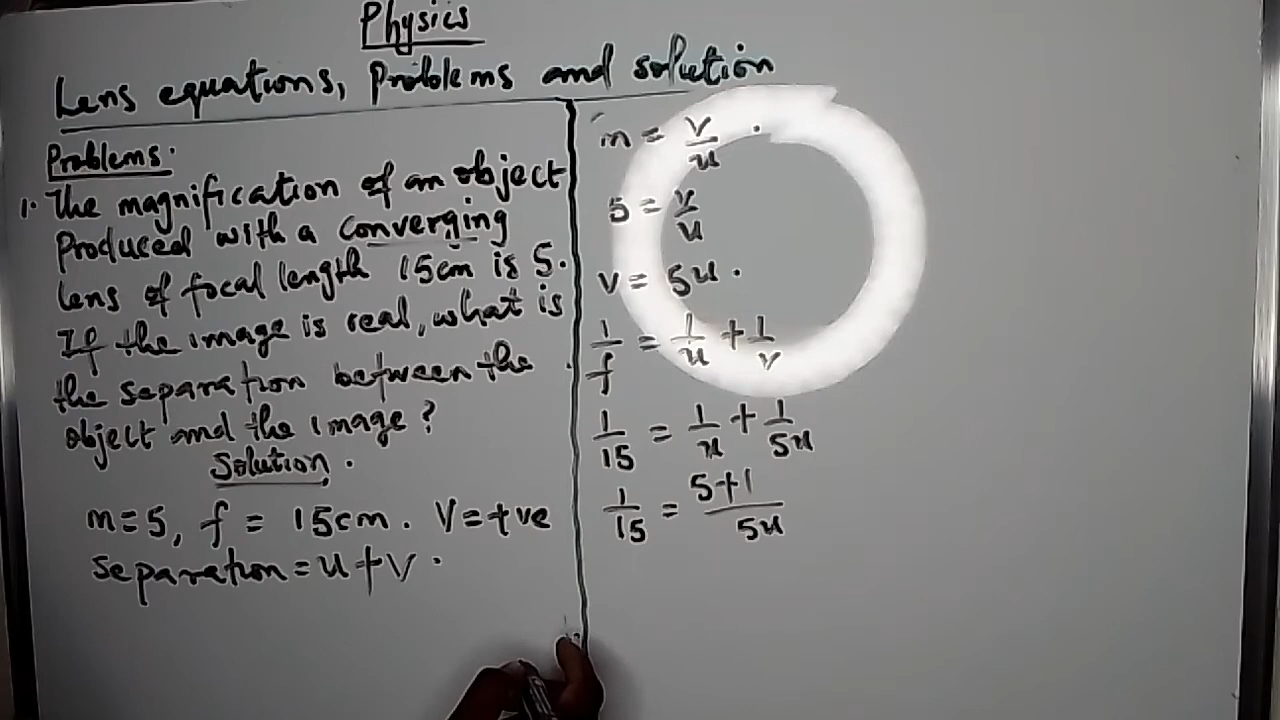 Physics
Lens equations, problems and solution
Problems.
1. The magnification of an object
produced with a converging
lens of focal length 15cm is 5.
If the image is real, what is
the separation between the
object and the image?
Solution.
m=5, f = 15cm. V=+ve
separation = u+v.
m = v/u.
5 = v/u
v = 5u.
1/f = 1/u + 1/v
1/15 = 1/u + 1/5u
1/15 = 5+1/5u